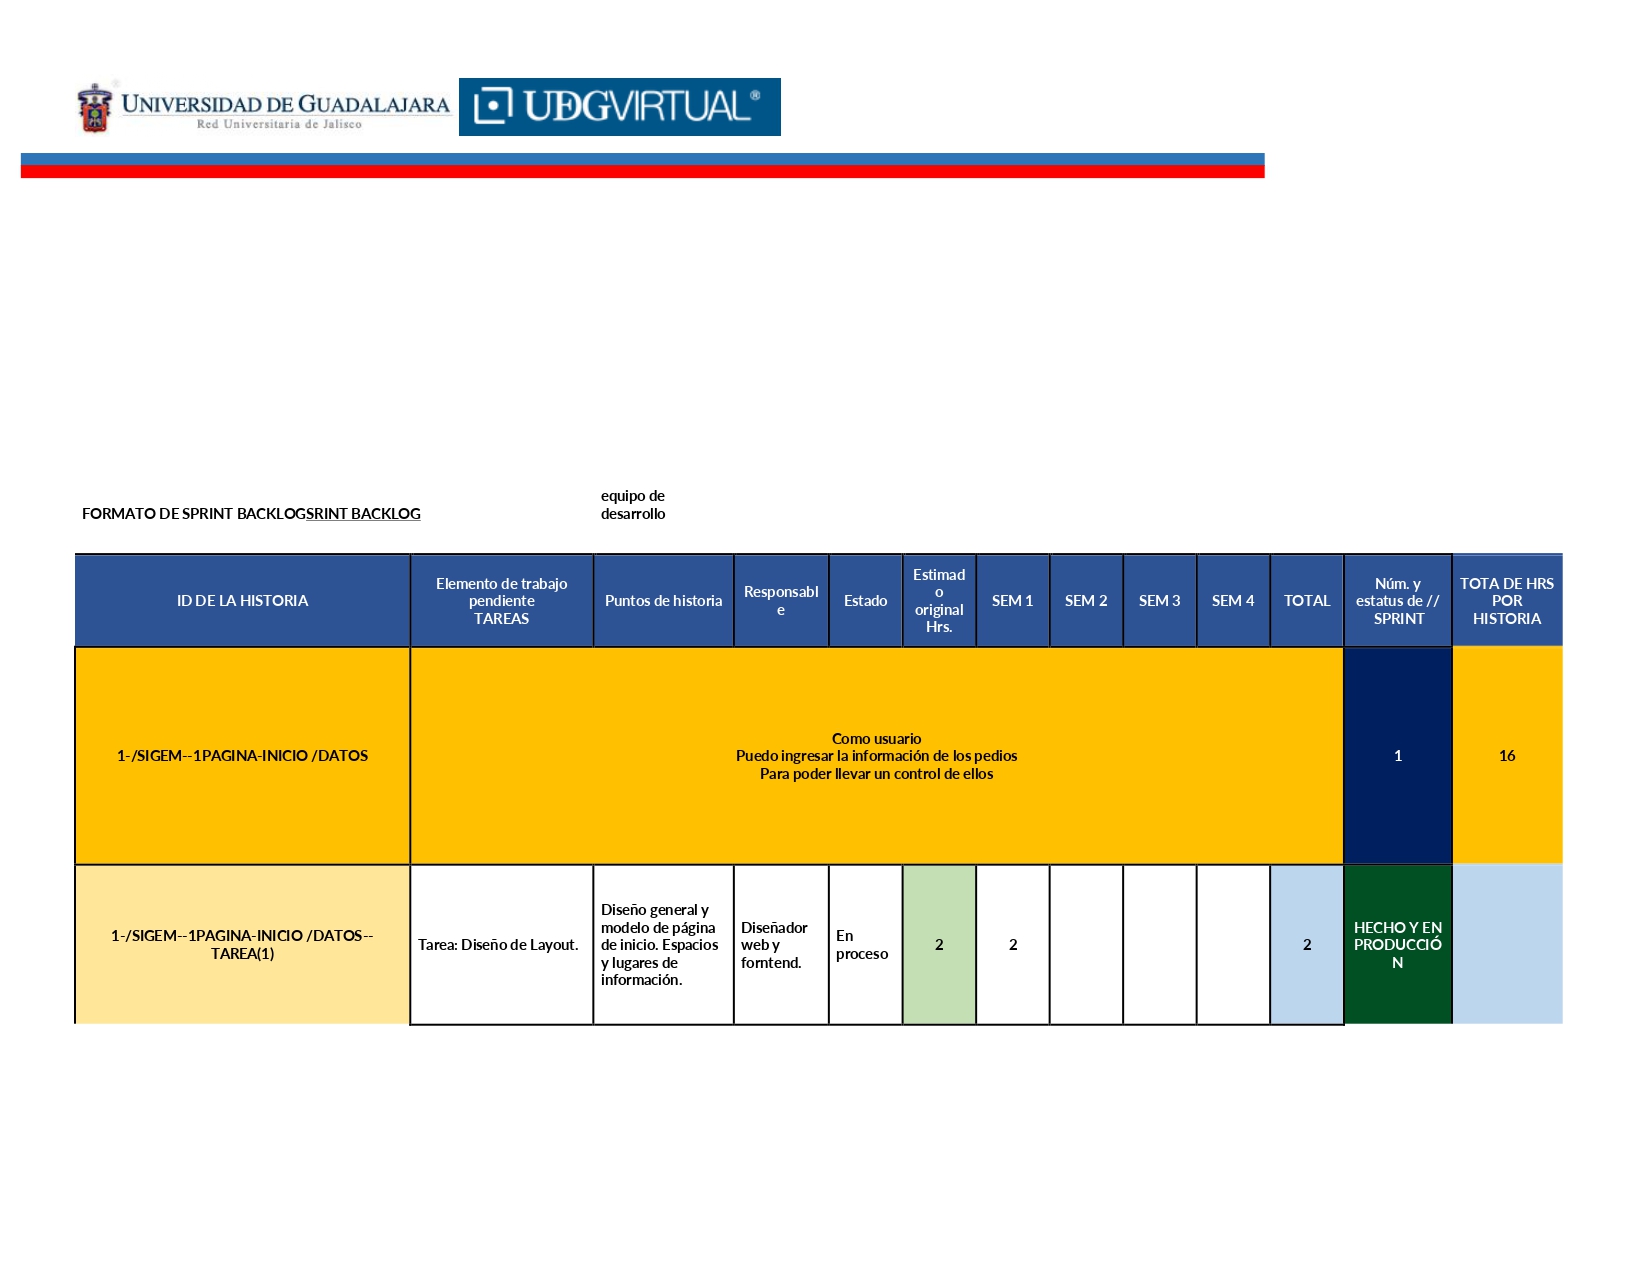 UNIVERSIDAD DE GUADALAJARA
Red Universitaria de Jalisco
UDGVIRTUAL®
equipo de
desarrollo
FORMATO DE SPRINT BACKLOGSRINT BACKLOG
ID DE LA HISTORIA
Elemento de trabajo
pendiente
TAREAS
Puntos de historia
Responsabl
e
Estado
Estimad
o
original
Hrs.
SEM 1
SEM 2
SEM 3
SEM 4
TOTAL
Núm. y
estatus de //
SPRINT
TOTA DE HRS
POR
HISTORIA
1-/SIGEM--1PAGINA-INICIO /DATOS
Como usuario
Puedo ingresar la información de los pedios
Para poder llevar un control de ellos
1
16
1-/SIGEM--1PAGINA-INICIO /DATOS--
TAREA(1)
Tarea: Diseño de Layout.
Diseño general y
modelo de página
de inicio. Espacios
y lugares de
información.
Diseñador
web y
forntend.
En
proceso
2
2
2
HECHO Y EN
PRODUCCIÓ
N